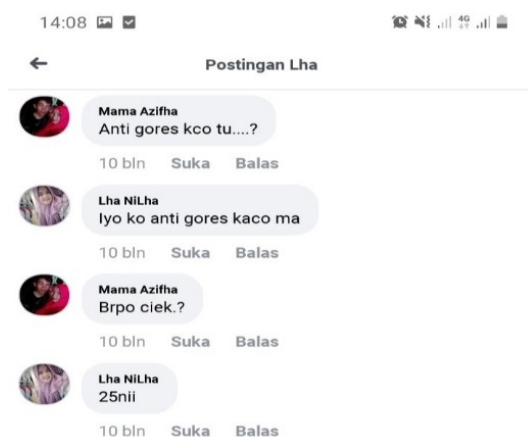 14:08
4G
Postingan Lha
Mama Azifha
Anti gores kco tu....?
10 bln Suka Balas
Lha NiLha
Iyo ko anti gores kaco ma
10 bln Suka Balas
Mama Azifha
Brpo ciek.?
10 bln Suka Balas
Lha NiLha
25nii
10 bln Suka Balas